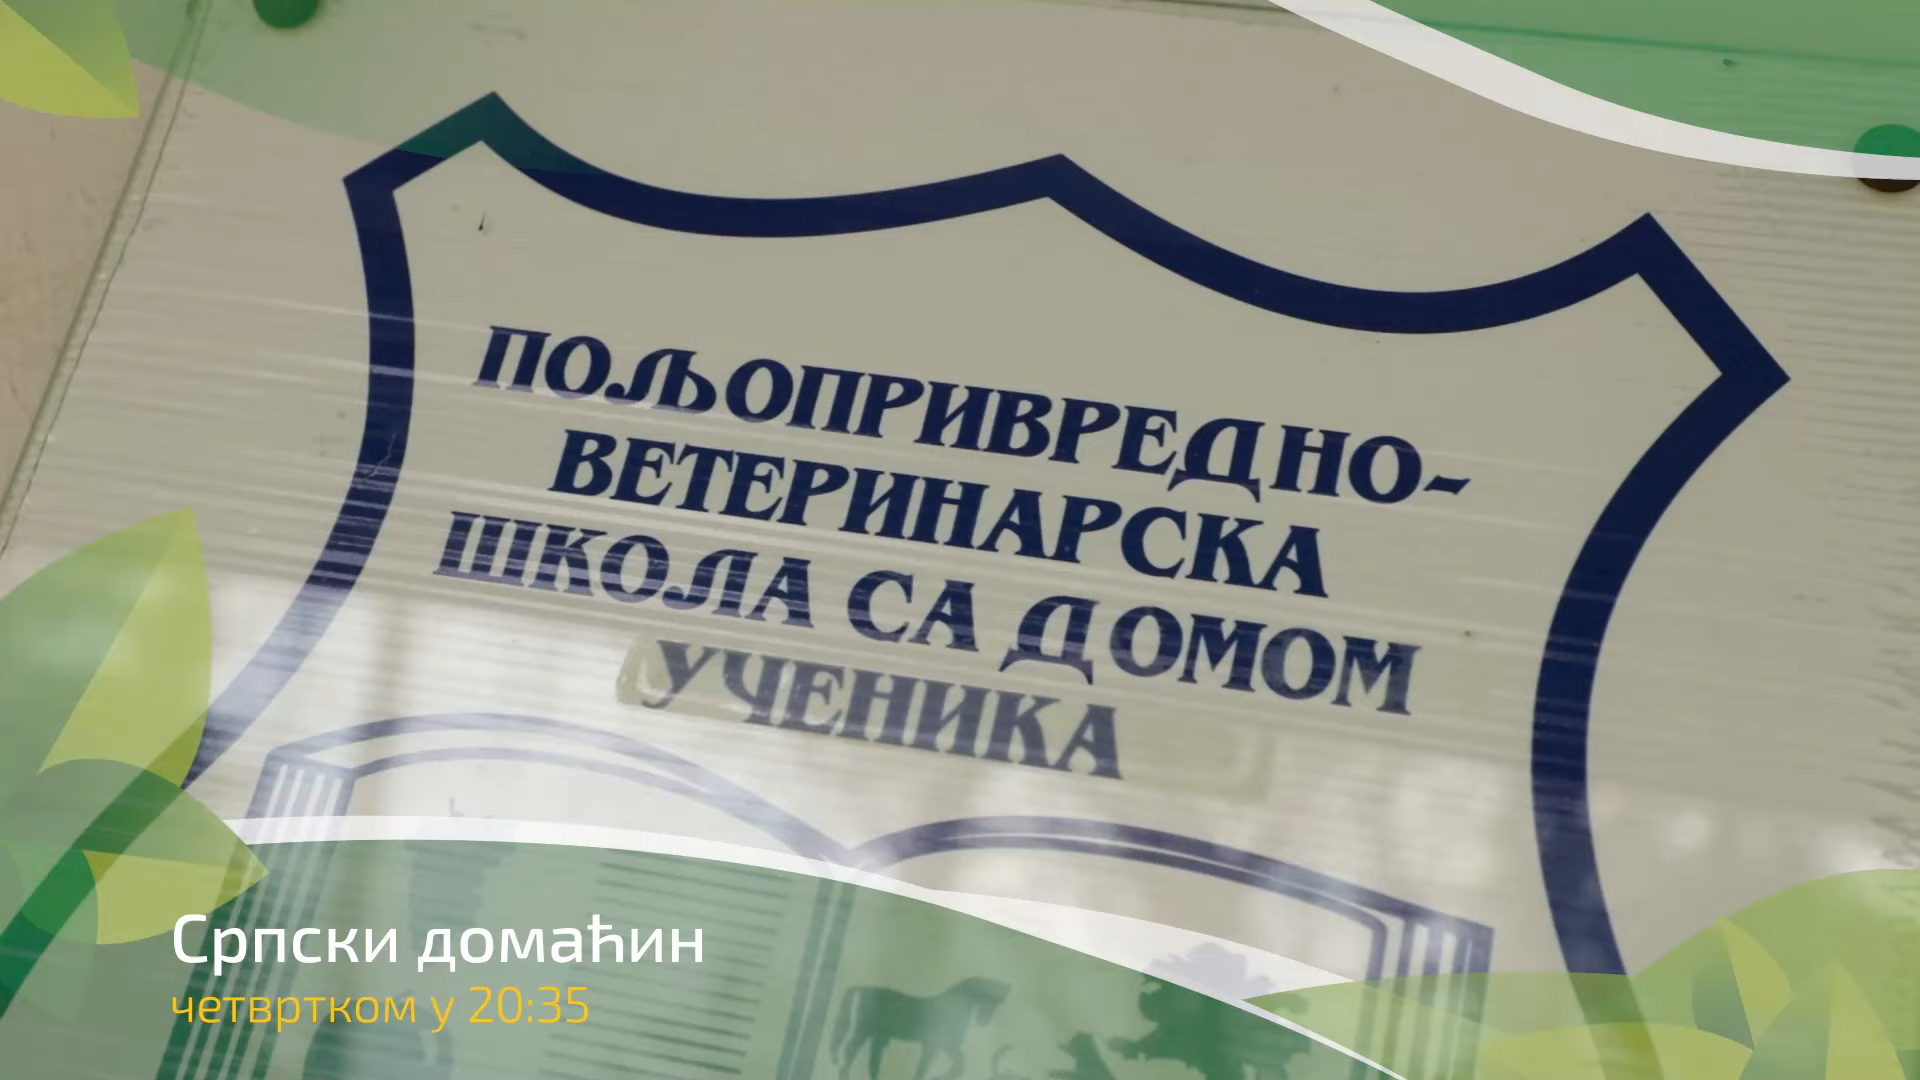 ПОЉОПРИВРЕДНО-
ВЕТЕРИНАРСКА
ШКОЛА СА ДОМОМ
УЧЕНИКА
Српски домаћин
четвртком у 20:35